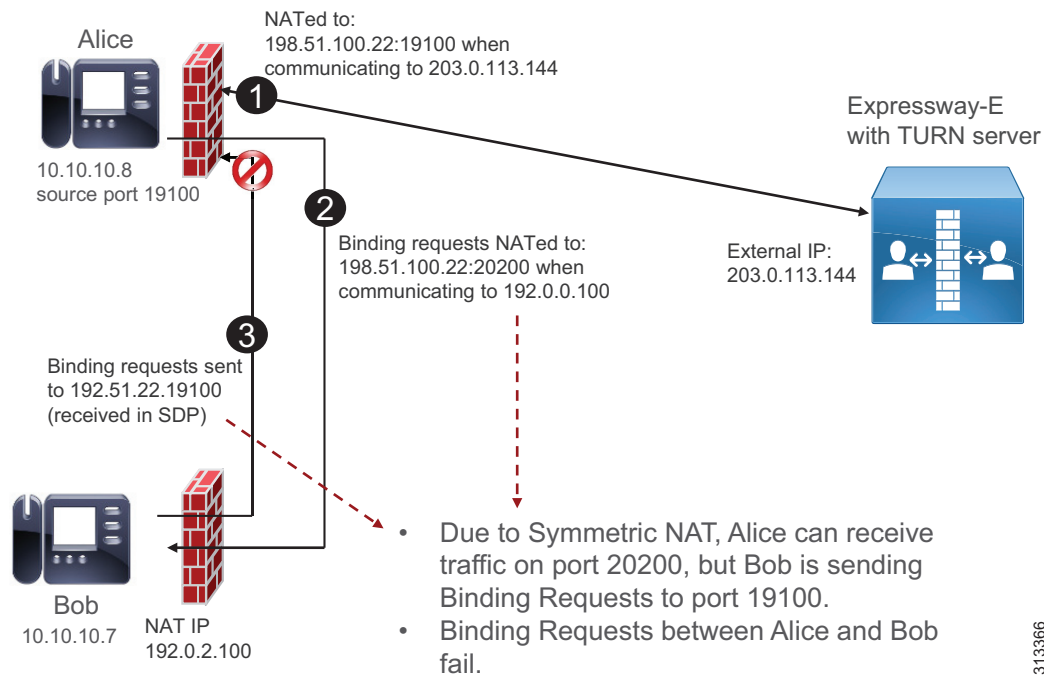 NATed to:
198.51.100.22:19100 when
communicating to 203.0.113.144
Alice
1
Expressway-E
with TURN server
10.10.10.8
source port 19100
2
Binding requests NATed to:
198.51.100.22:20200 when
communicating to 192.0.0.100
External IP:
203.0.113.144
3
Binding requests sent
to 192.51.22.19100
(received in SDP)
• Due to Symmetric NAT, Alice can receive
traffic on port 20200, but Bob is sending
Binding Requests to port 19100.
• Binding Requests between Alice and Bob
fail.
Bob
10.10.10.7
NAT IP
192.0.2.100
313366